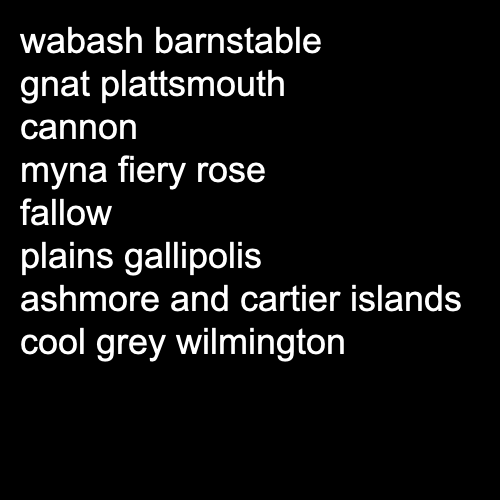 wabash barnstable
gnat plattsmouth
cannon
myna fiery rose
fallow
plains gallipolis
ashmore and cartier islands
cool grey wilmington